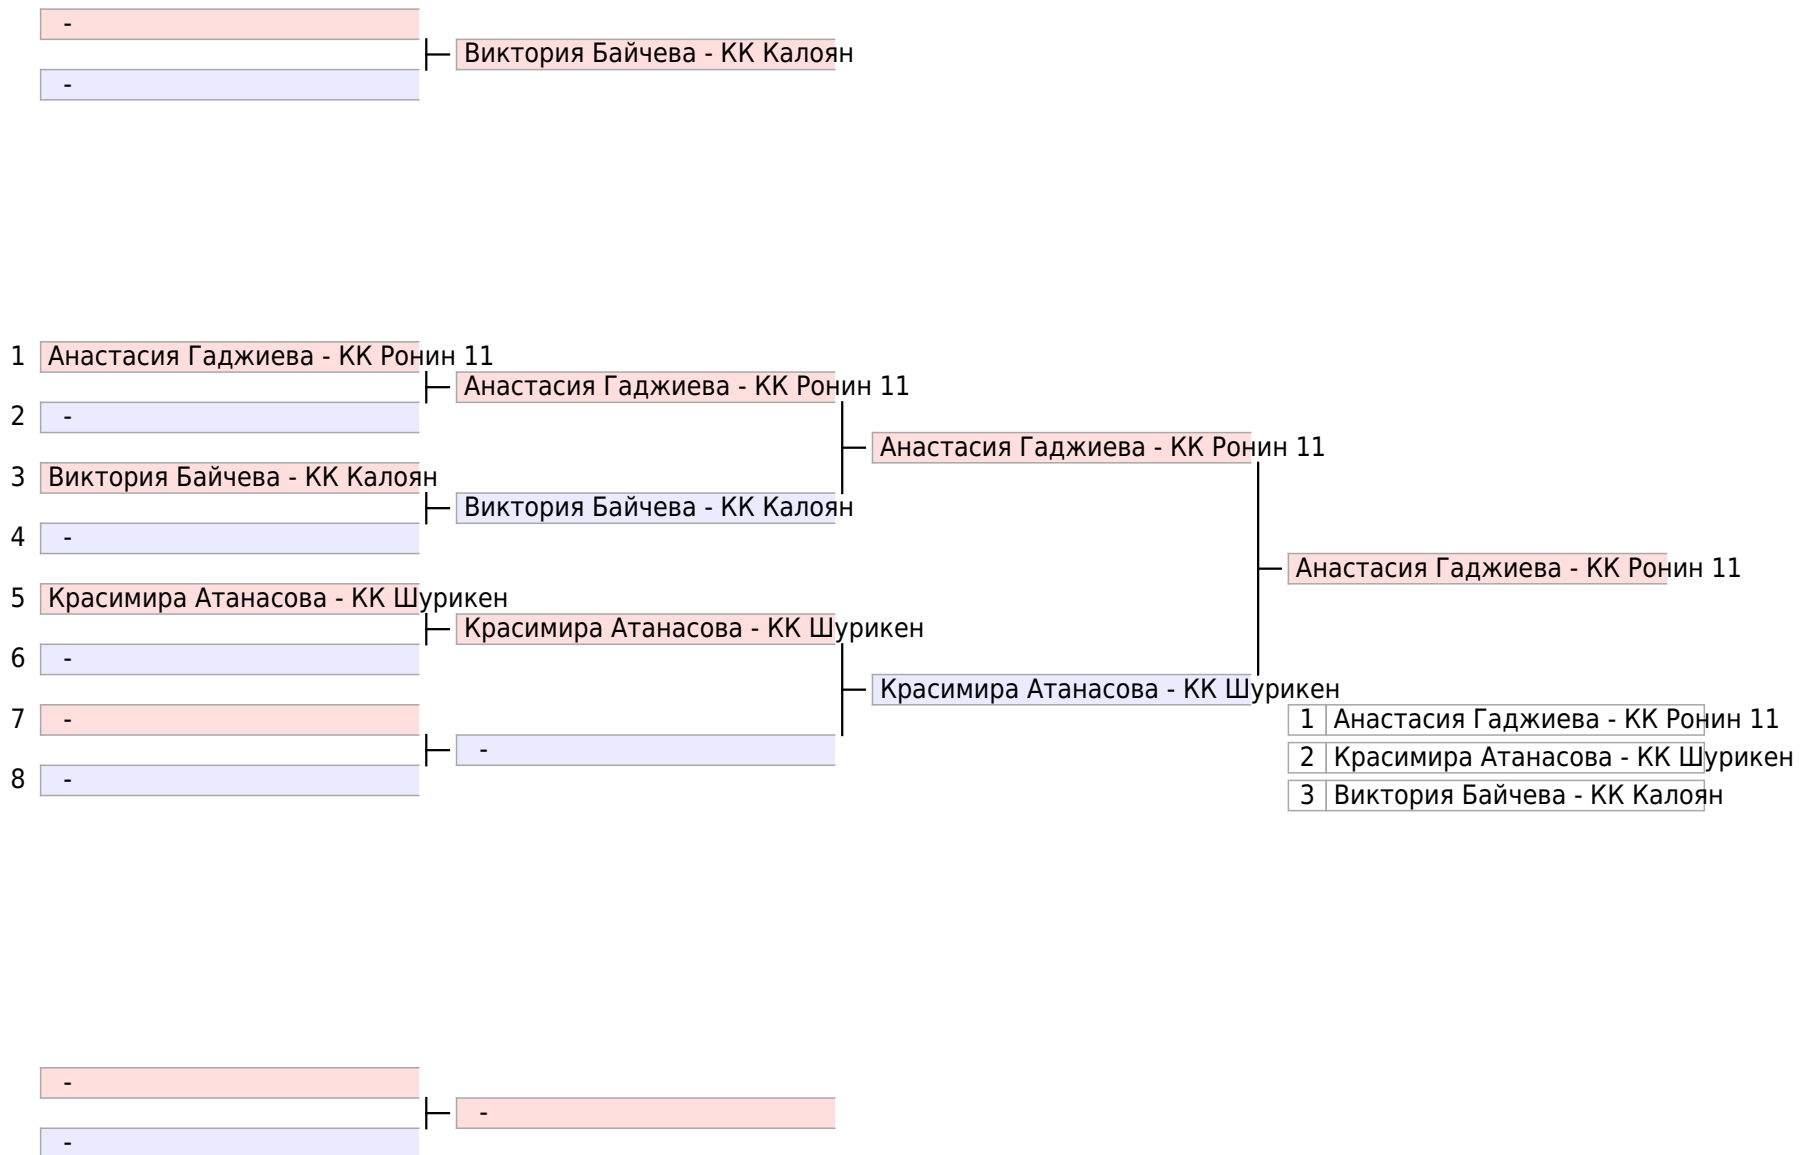 -
Виктория Байчева - КК Калоян
-
1 Анастасия Гаджиева - КК Ронин 11
Анастасия Гаджиева - КК Ронин 11
2 -
Анастасия Гаджиева - КК Ронин 11
3 Виктория Байчева - КК Калоян
Виктория Байчева - КК Калоян
4 -
Анастасия Гаджиева - КК Ронин 11
5 Красимира Атанасова - КК Шурикен
Красимира Атанасова - КК Шурикен
6 -
Красимира Атанасова - КК Шурикен
7 -
1 Анастасия Гаджиева - КК Ронин 11
-
2 Красимира Атанасова - КК Шурикен
8 -
3 Виктория Байчева - КК Калоян
-
-
-